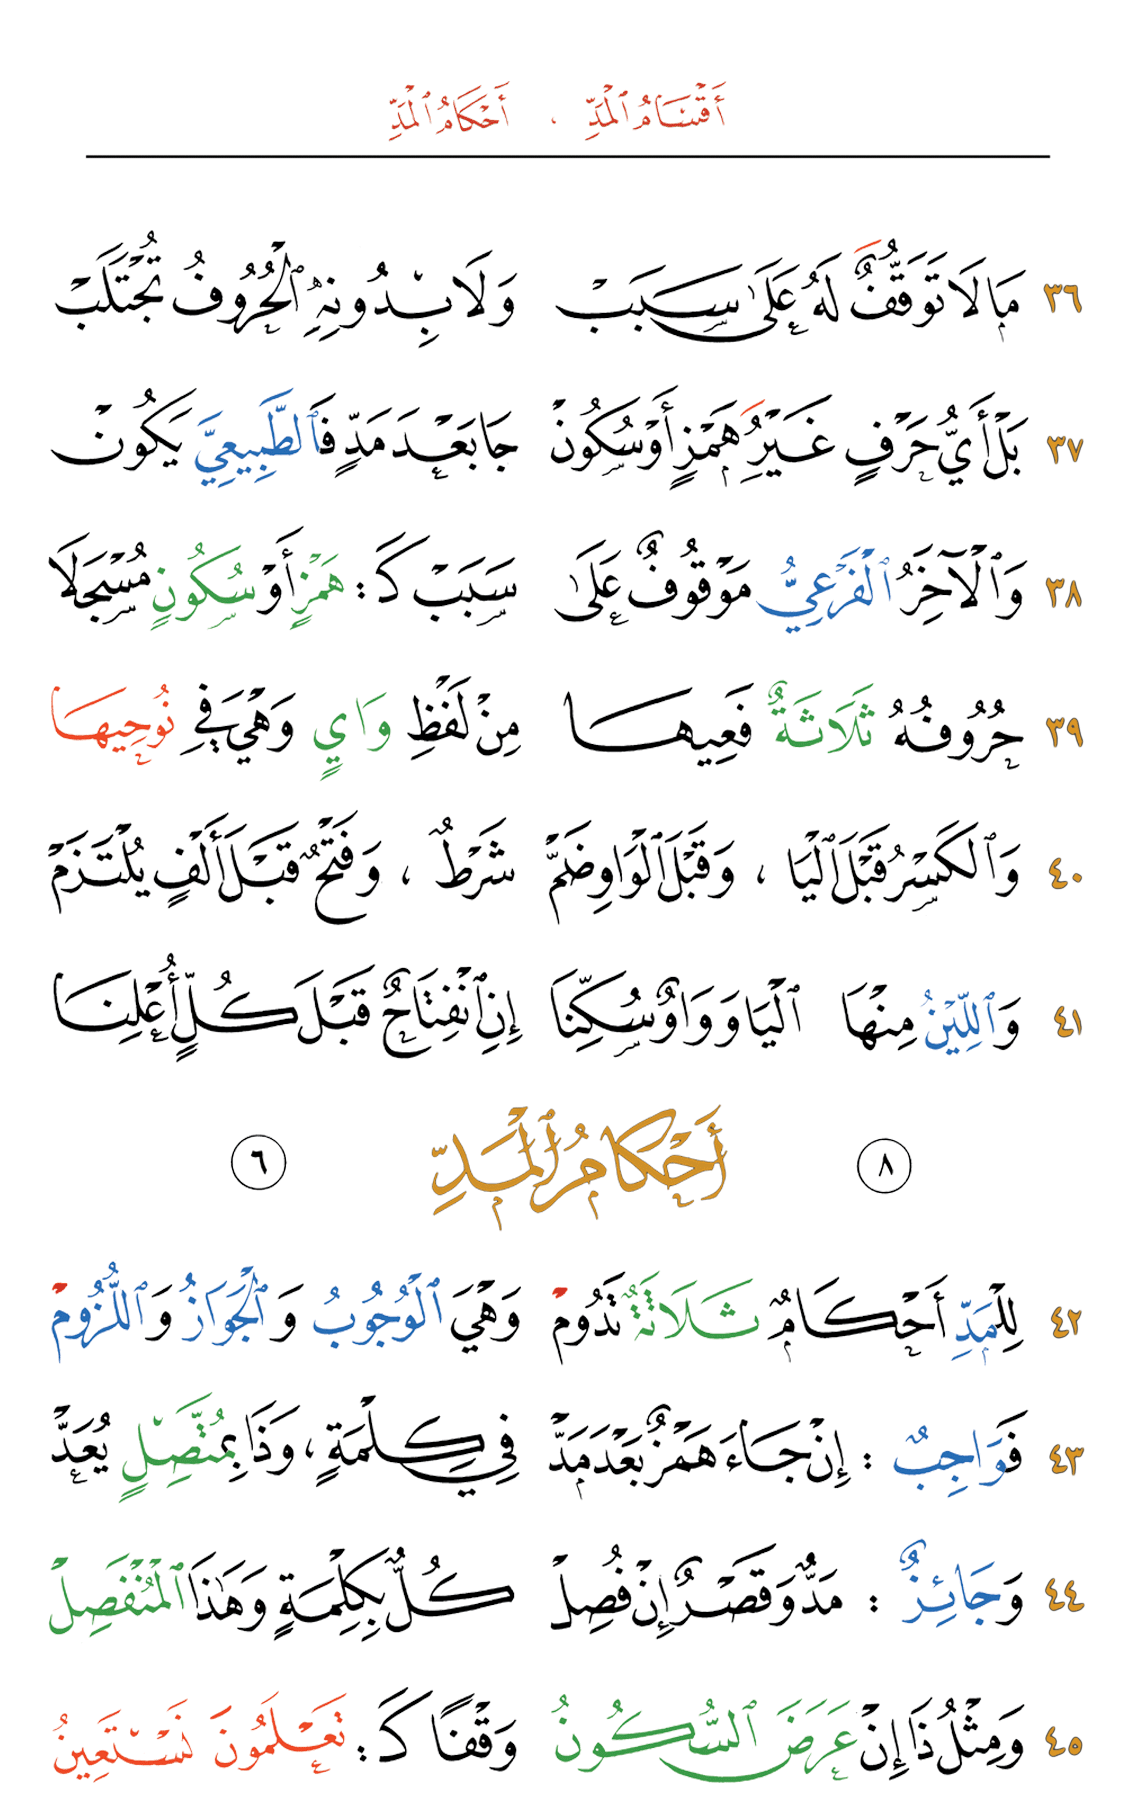 أَقْسَامُ ٱلْمَدِّ ، أَحْكَامُ ٱلْمَدِّ
٣٦ مَا لَا تَوَقُّفٌ لَهُ عَلَىٰ سَبَبْ وَلَا بِدُونِهِ ٱلْحُرُوفُ تُجْتَلَبْ
٣٧ بَلْ أَيُّ حَرْفٍ غَيْرُ هَمْزٍ أَوْ سُكُونْ جَا بَعْدَ مَدٍّ فَٱلطَّبِيعِيَّ يَكُونْ
٣٨ وَٱلْآخَرُ ٱلْفَرْعِيُّ مَوْقُوفٌ عَلَىٰ سَبَبْ كَ: هَمْزٍ أَوْ سُكُونٍ مُسْجَلَا
٣٩ حُرُوفُهُ ثَلَاثَةٌ فَعِيهَا مِنْ لَفْظِ وَايٍ وَهْيَ فِي نُوحِيهَا
٤٠ وَٱلْكَسْرُ قَبْلَ ٱلْيَا ، وَقَبْلَ ٱلْوَاوِ ضَمّْ شَرْطٌ ، وَفَتْحٌ قَبْلَ أَلْفٍ يُلْتَزَمْ
٤١ وَٱللِّيْنُ مِنْهَا ٱلْيَا وَوَاوٌ سُكِّنَا إِنِ ٱنْفِتَاحٌ قَبْلَ كُلٍّ أُعْلِنَا
٨ أَحْكَامُ ٱلْمَدِّ ٦
٤٢ لِلْمَدِّ أَحْكَامٌ ثَلَاثَةٌ تَدُومْ وَهْيَ ٱلْوُجُوبُ وَٱلْجَوَازُ وَٱللُّزُومْ
٤٣ فَوَاجِبٌ : إِنْ جَاءَ هَمْزٌ بَعْدَ مَدّْ فِي كِلْمَةٍ ، وَذَا بِمُتَّصِلٍ يُعَدّْ
٤٤ وَجَائِزٌ : مَدٌّ وَقَصْرٌ إِنْ فُصِلْ كُلٌّ بِكِلْمَةٍ وَهَٰذَا ٱلْمُنْفَصِلْ
٤٥ وَمِثْلُ ذَا إِنْ عَرَضَ ٱلسُّكُونُ وَقْفًا كَ: تَعْلَمُونَ نَسْتَعِينُ